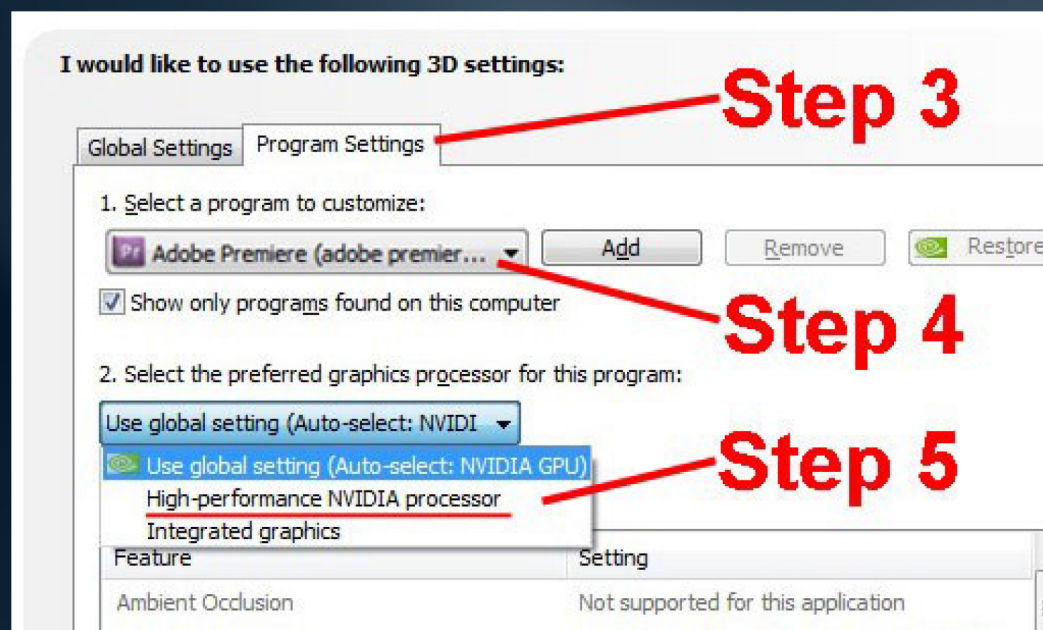 I would like to use the following 3D settings:
Step 3
Global Settings Program Settings
1. Select a program to customize:
Pr Adobe Premiere (adobe premier... Add Remove Restore
Show only programs found on this computer
Step 4
2. Select the preferred graphics processor for this program:
Use global setting (Auto-select: NVIDI
Use global setting (Auto-select: NVIDIA GPU)
Step 5
High-performance NVIDIA processor
Integrated graphics
Feature Setting
Ambient Occlusion Not supported for this application